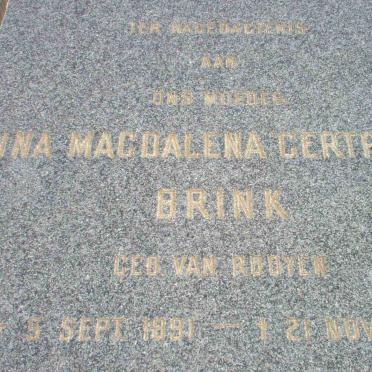 TER NAGEDAGTENIS
AAN
ONS MOEDER
NNA MAGDALENA GERTR
BRINK
GEB. VAN ROOYEN
5 SEPT. 1891 — † 21 NOV